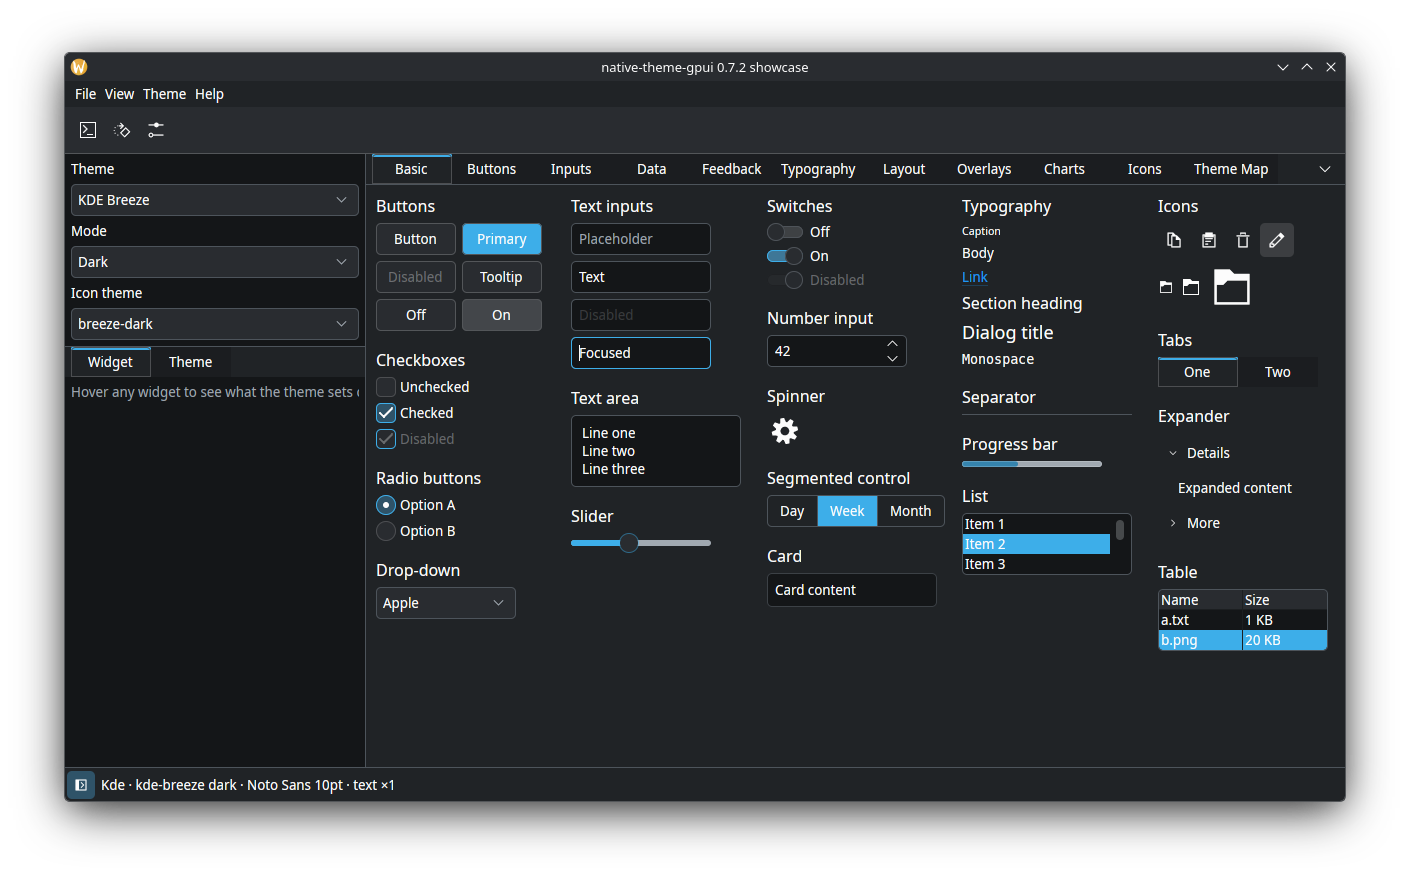 native-theme-gpui 0.7.2 showcase
File View Theme Help
Theme
KDE Breeze
Mode
Dark
Icon theme
breeze-dark
Widget Theme
Hover any widget to see what the theme sets
Basic Buttons Inputs Data Feedback Typography Layout Overlays Charts Icons Theme Map
Buttons
Button Primary
Disabled Tooltip
Off On
Checkboxes
Unchecked
Checked
Disabled
Radio buttons
Option A
Option B
Drop-down
Apple
Text inputs
Placeholder
Text
Disabled
Focused
Text area
Line one
Line two
Line three
Slider
Switches
Off
On
Disabled
Number input
42
Spinner
Segmented control
Day Week Month
Card
Card content
Typography
Caption
Body
Link
Section heading
Dialog title
Monospace
Separator
Progress bar
List
Item 1
Item 2
Item 3
Icons
Tabs
One Two
Expander
Details
Expanded content
More
Table
Name Size
a.txt 1 KB
b.png 20 KB
Kde · kde-breeze dark · Noto Sans 10pt · text ×1